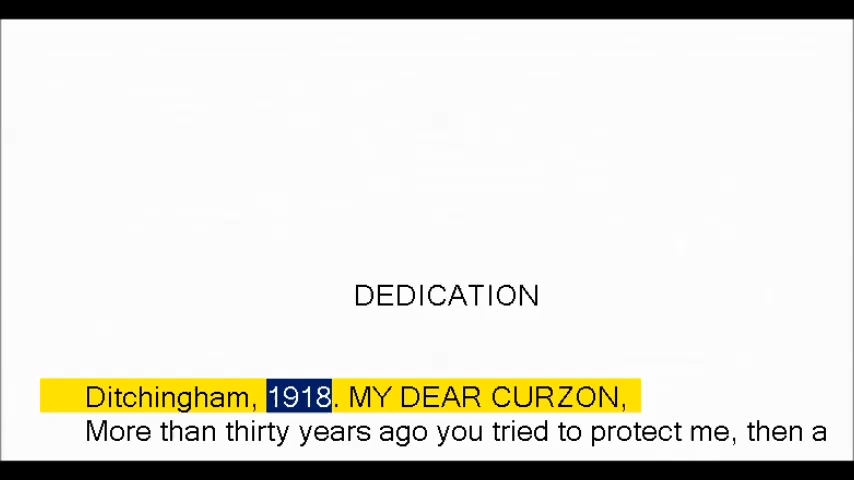 DEDICATION
Ditchingham, 1918. MY DEAR CURZON,
More than thirty years ago you tried to protect me, then a